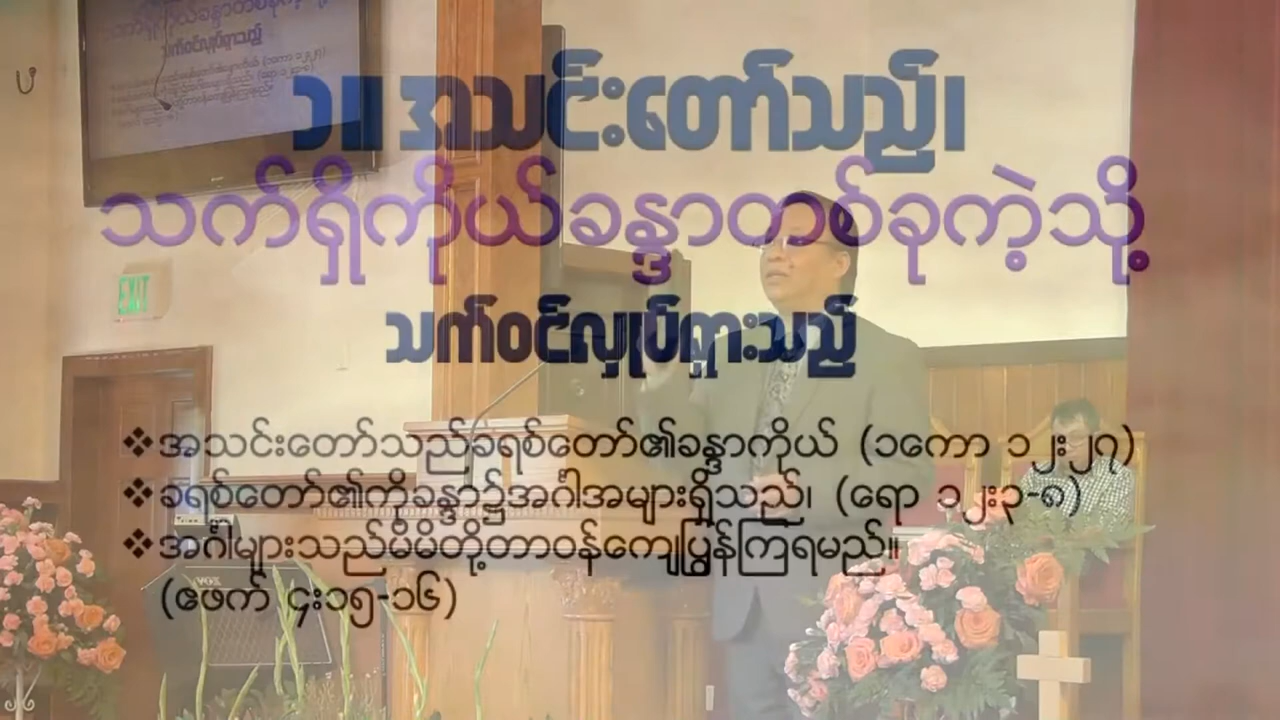 ၁။ အသင်းတော်သည်၊
သက်ရှိကိုယ်ခန္ဓာတစ်ခုကဲ့သို့
သက်ဝင်လှုပ်ရှားသည်
❖အသင်းတော်သည်ခရစ်တော်၏ခန္ဓာကိုယ် (၁ကော ၁၂း၂၇)
❖ခရစ်တော်၏ကိုခန္ဓာ၌အင်္ဂါအများရှိသည်၊ (ရော ၁၂း၃-၈)
❖အင်္ဂါများသည်မိမိတို့တာဝန်ကျေပြွန်ကြရမည်။
(ဧဖက် ၄း၁၅-၁၆)
EXIT
VOX